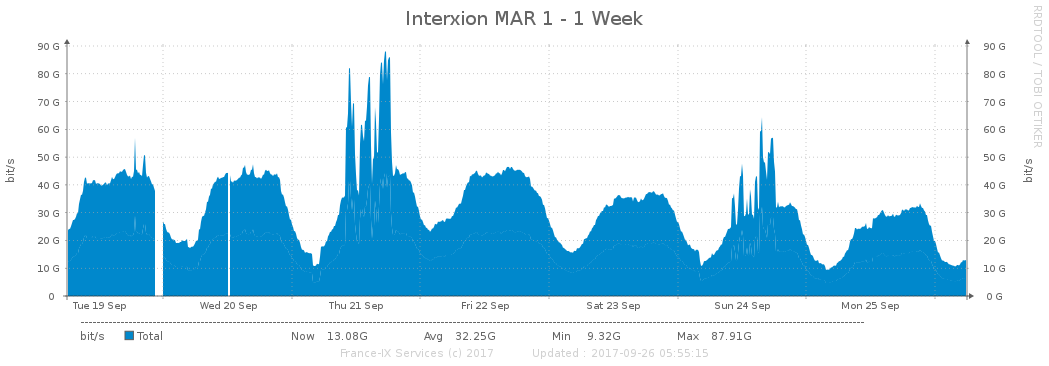 Interxion MAR 1 - 1 Week
RRDTOOL / TOBI OETIKER
90 G 90 G
80 G 80 G
70 G 70 G
60 G 60 G
50 G 50 G
40 G 40 G
30 G 30 G
20 G 20 G
10 G 10 G
0 0 G
bit/s
bit/s
Tue 19 Sep Wed 20 Sep Thu 21 Sep Fri 22 Sep Sat 23 Sep Sun 24 Sep Mon 25 Sep
bit/s Total Now 13.08G Avg 32.25G Min 9.32G Max 87.91G
France-IX Services (c) 2017 Updated : 2017-09-26 05:55:15